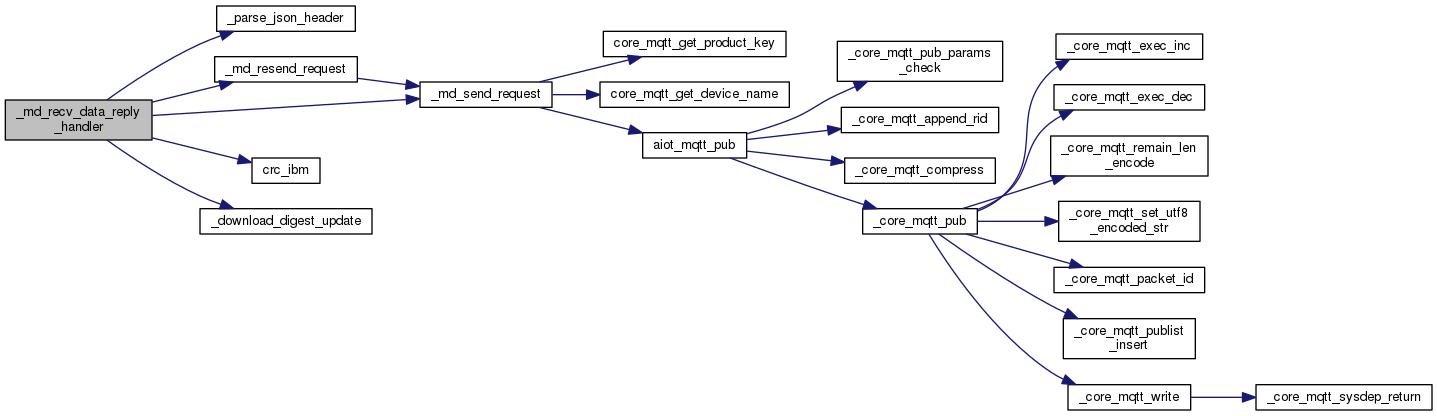 _md_recv_data_reply
_handler
_parse_json_header
_md_resend_request
crc_ibm
_download_digest_update
_md_send_request
core_mqtt_get_product_key
core_mqtt_get_device_name
aiot_mqtt_pub
_core_mqtt_pub_params
_check
_core_mqtt_append_rid
_core_mqtt_compress
_core_mqtt_pub
_core_mqtt_exec_inc
_core_mqtt_exec_dec
_core_mqtt_remain_len
_encode
_core_mqtt_set_utf8
_encoded_str
_core_mqtt_packet_id
_core_mqtt_publist
_insert
_core_mqtt_write
_core_mqtt_sysdep_return